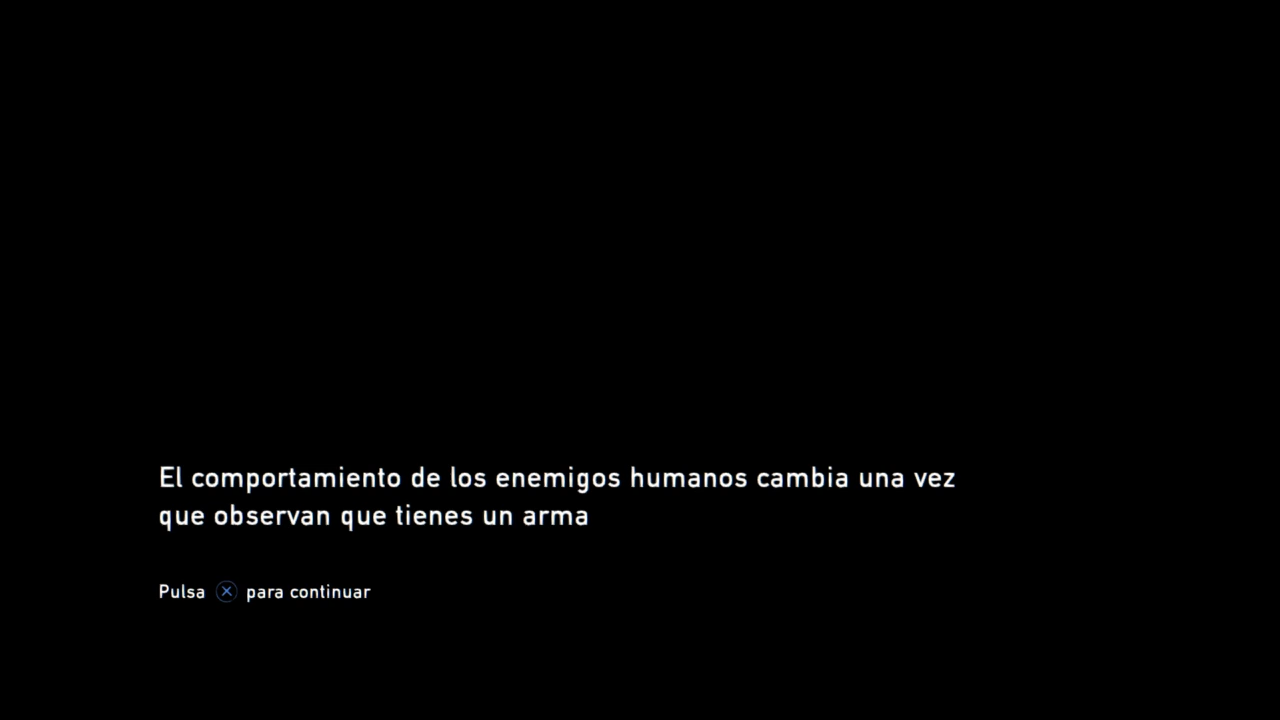 El comportamiento de los enemigos humanos cambia una vez
que observan que tienes un arma
Pulsa ⓧ para continuar